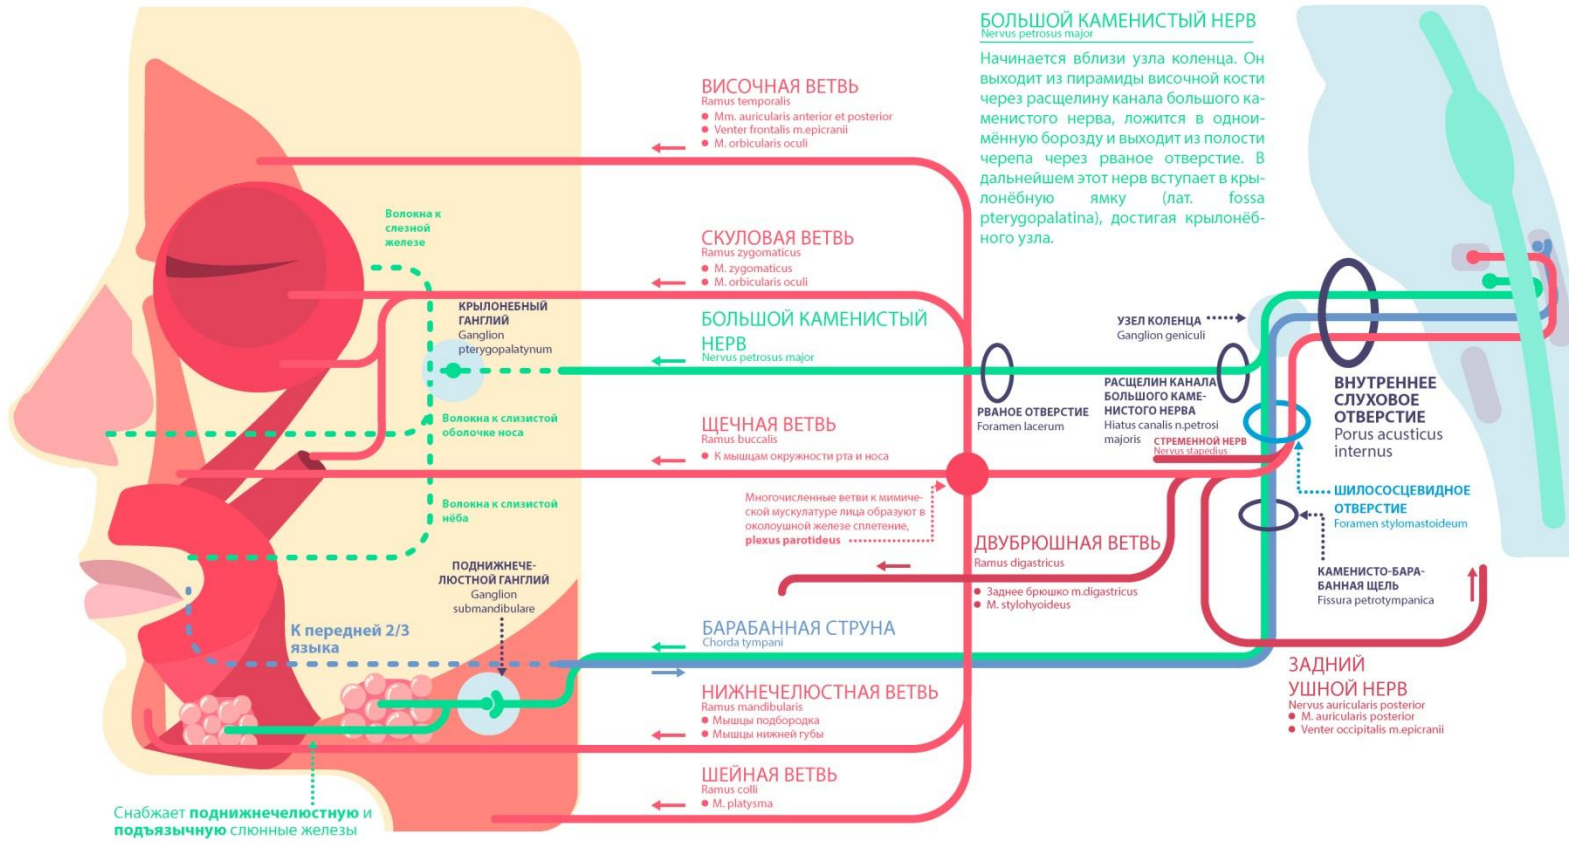 БОЛЬШОЙ КАМЕНИСТЫЙ НЕРВ
Nervus petrosus major
Начинается вблизи узла коленца. Он
выходит из пирамиды височной кости
через расщелину канала большого ка-
менистого нерва, ложится в однои-
мённую борозду и выходит из полости
черепа через рваное отверстие. В
дальнейшем этот нерв вступает в кры-
лонёбную ямку (лат. fossa
pterygopalatina), достигая крылонёб-
ного узла.
ВИСОЧНАЯ ВЕТВЬ
Ramus temporalis
Mm. auricularis anterior et posterior
Venter frontalis m.epicranii
M. orbicularis oculi
Волокна к
слезной
железе
СКУЛОВАЯ ВЕТВЬ
Ramus zygomaticus
M. zygomaticus
M. orbicularis oculi
КРЫЛОНЕБНЫЙ
ГАНГЛИЙ
Ganglion
pterygopalatynum
БОЛЬШОЙ КАМЕНИСТЫЙ
НЕРВ
Nervus petrosus major
УЗЕЛ КОЛЕНЦА
Ganglion geniculi
РВАНОЕ ОТВЕРСТИЕ
Foramen lacerum
РАСЩЕЛИН КАНАЛА
БОЛЬШОГО КАМЕ-
НИСТОГО НЕРВА
Hiatus canalis n.petrosi
majoris
ВНУТРЕННЕЕ
СЛУХОВОЕ
ОТВЕРСТИЕ
Porus acusticus
internus
Волокна к слизистой
оболочке носа
ЩЕЧНАЯ ВЕТВЬ
Ramus buccalis
К мышцам окружности рта и носа
СТРЕМЕННОЙ НЕРВ
Nervus stapedius
Волокна к слизистой
нёба
Многочисленные ветви к мимиче-
ской мускулатуре лица образуют в
околоушной железе сплетение,
plexus parotideus
ШИЛОСОСЦЕВИДНОЕ
ОТВЕРСТИЕ
Foramen stylomastoideum
ДВУБРЮШНАЯ ВЕТВЬ
Ramus digastricus
Заднее брюшко m.digastricus
M. stylohyoideus
ПОДНИЖНЕЧЕ-
ЛЮСТНОЙ ГАНГЛИЙ
Ganglion
submandibulare
КАМЕНИСТО-БАРА-
БАННАЯ ЩЕЛЬ
Fissura petrotympanica
К передней 2/3
языка
БАРАБАННАЯ СТРУНА
Chorda tympani
ЗАДНИЙ
УШНОЙ НЕРВ
Nervus auricularis posterior
M. auricularis posterior
Venter occipitalis m.epicranii
НИЖНЕЧЕЛЮСТНАЯ ВЕТВЬ
Ramus mandibularis
Мышцы подбородка
Мышцы нижней губы
ШЕЙНАЯ ВЕТВЬ
Ramus colli
M. platysma
Снабжает поднижнечелюстную и
подъязычную слюнные железы